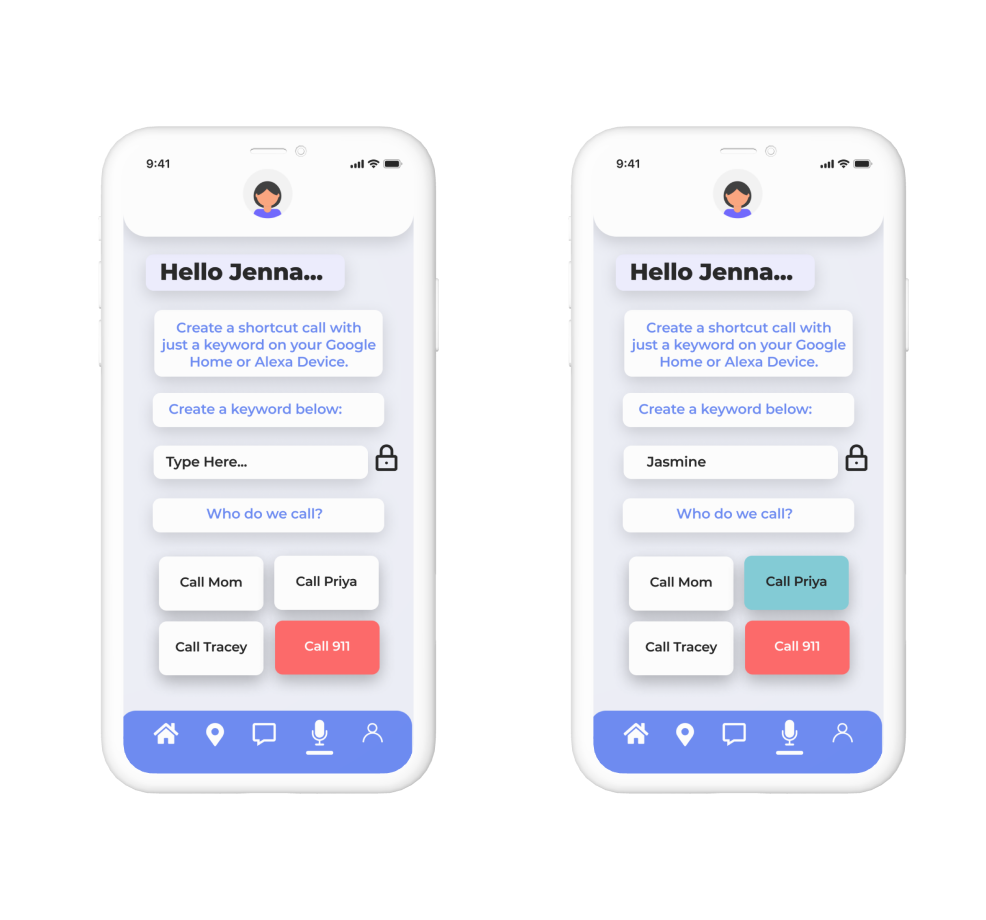 9:41
Hello Jenna...
Create a shortcut call with
just a keyword on your Google
Home or Alexa Device.
Create a keyword below:
Type Here...
Who do we call?
Call Mom
Call Priya
Call Tracey
Call 911
9:41
Hello Jenna...
Create a shortcut call with
just a keyword on your Google
Home or Alexa Device.
Create a keyword below:
Jasmine
Who do we call?
Call Mom
Call Priya
Call Tracey
Call 911